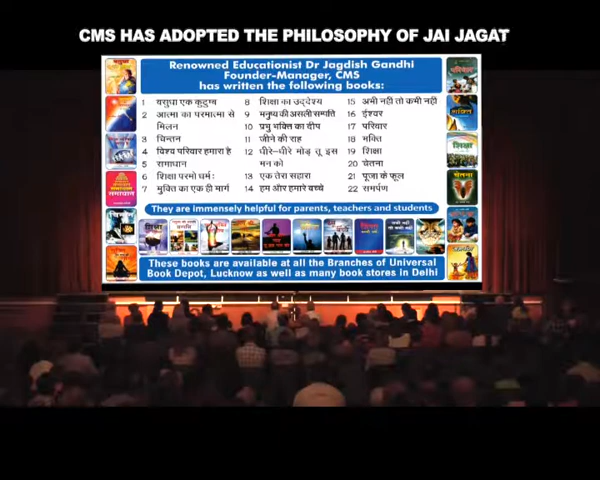 CMS HAS ADOPTED THE PHILOSOPHY OF JAI JAGAT
Renowned Educationist Dr Jagdish Gandhi
Founder-Manager, CMS
has written the following books:
1 वसुधा एक कुटुम्ब
2 आत्मा का परमात्मा से
मिलन
3 चिन्तन
4 विश्व परिवार हमारा है
5 समाधान
6 शिक्षा परमो धर्मः
7 मुक्ति का एक ही मार्ग
8 शिक्षा का उद्देश्य
9 मनुष्य की असली सम्पत्ति
10 प्रभु भक्ति का दीप
11 जीने की राह
12 धीरे-धीरे मोड़ तू इस
मन को
13 एक तेरा सहारा
14 हम और हमारे बच्चे
15 अभी नहीं तो कभी नहीं
16 ईश्वर
17 परिवार
18 भक्ति
19 शिक्षा
20 चेतना
21 पूजा के फूल
22 समर्पण
They are immensely helpful for parents, teachers and students
These books are available at all the Branches of Universal
Book Depot, Lucknow as well as many book stores in Delhi